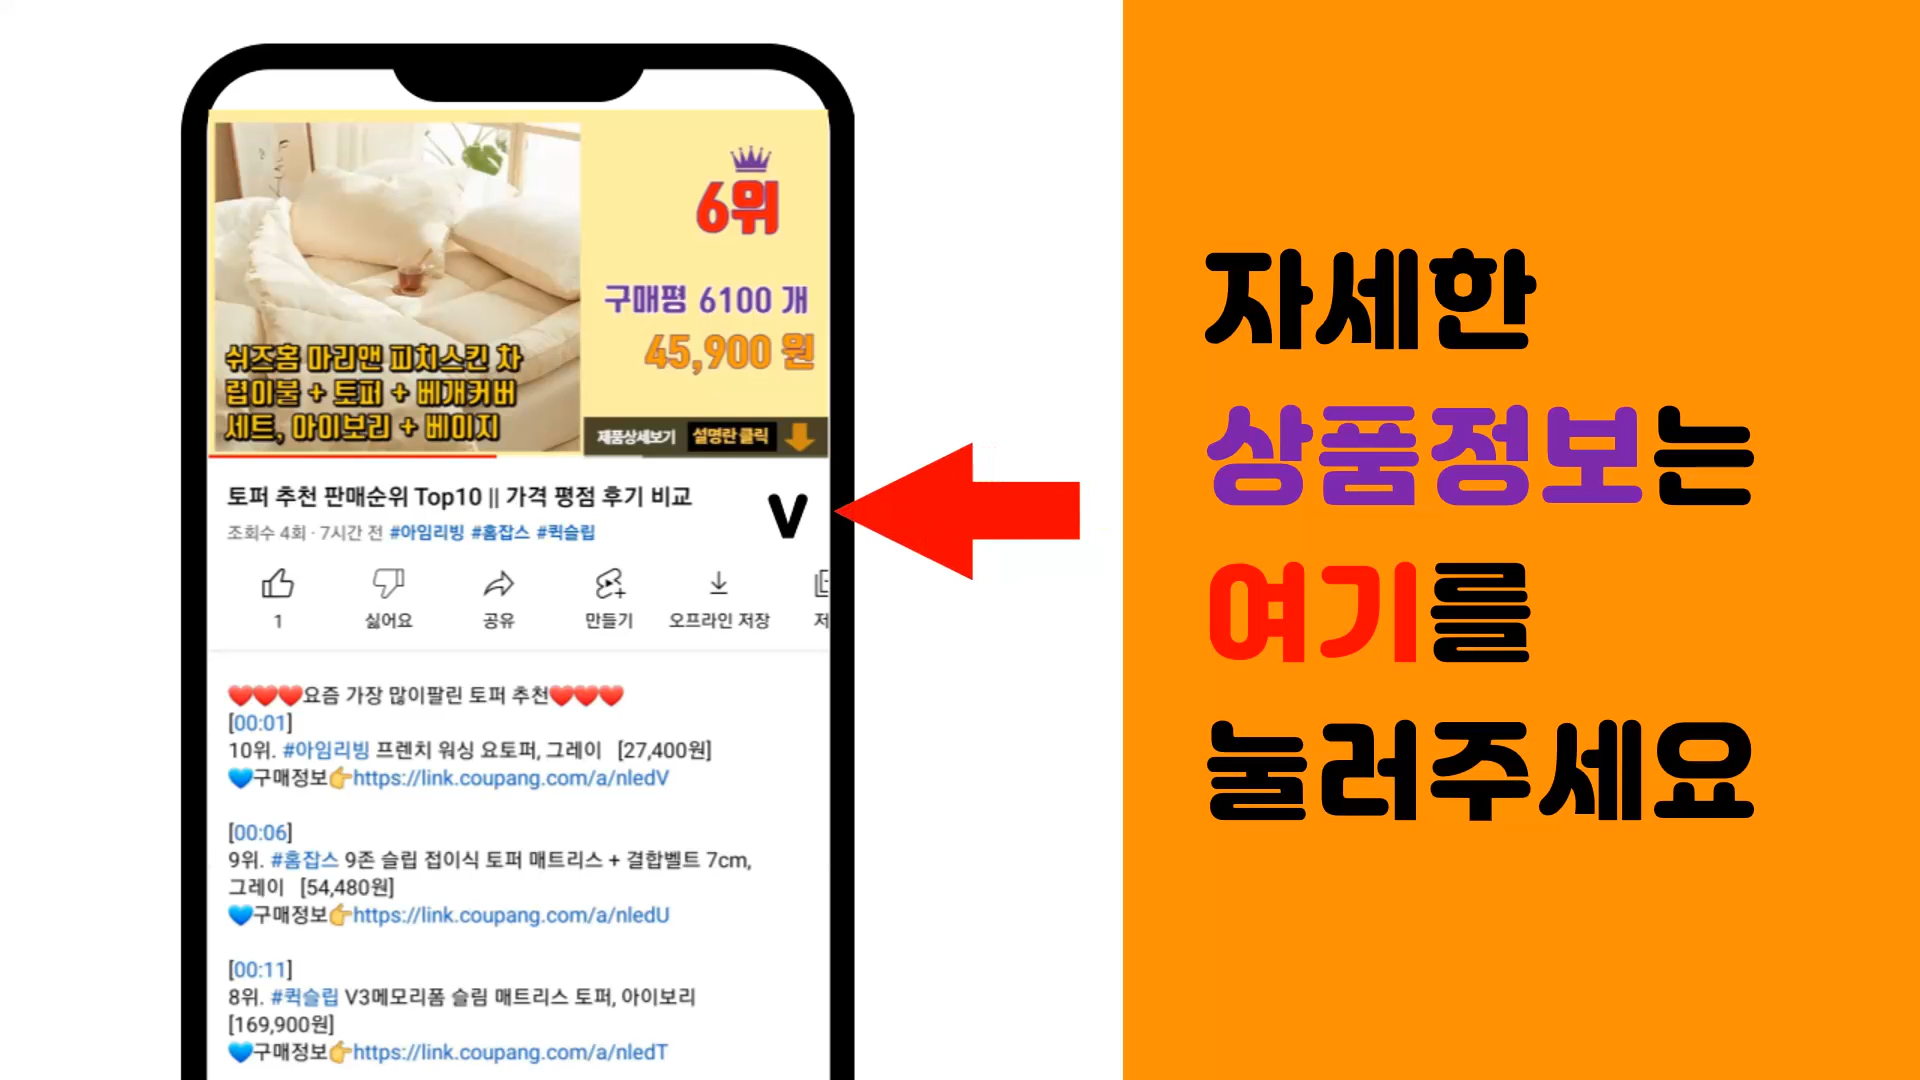 6위
구매평 6100 개
45,900 원
쉬즈홈 마리앤 피치스킨 차
렵이불 + 토퍼 + 베개커버
세트, 아이보리 + 베이지
제품상세보기 설명란 클릭
토퍼 추천 판매순위 Top10 || 가격 평점 후기 비교
조회수 4회 · 7시간 전 #아임리빙 #홈잡스 #퀵슬립
V
1 싫어요 공유 만들기 오프라인 저장 저
❤️❤️❤️요즘 가장 많이팔린 토퍼 추천❤️❤️❤️
[00:01]
10위. #아임리빙 프렌치 워싱 요토퍼, 그레이 [27,400원]
💙구매정보👉https://link.coupang.com/a/nledV
[00:06]
9위. #홈잡스 9존 슬립 접이식 토퍼 매트리스 + 결합벨트 7cm,
그레이 [54,480원]
💙구매정보👉https://link.coupang.com/a/nledU
[00:11]
8위. #퀵슬립 V3메모리폼 슬림 매트리스 토퍼, 아이보리
[169,900원]
💙구매정보👉https://link.coupang.com/a/nledT
자세한
상품정보는
여기를
눌러주세요